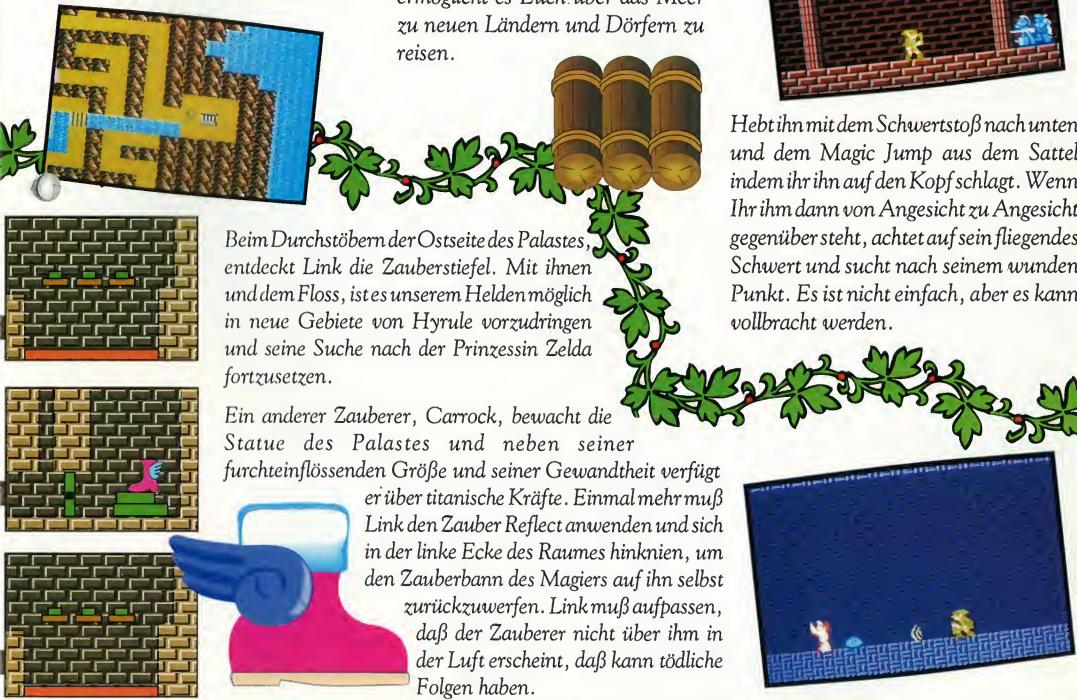 ermöglicht es Euch über das Meer
zu neuen Ländern und Dörfern zu
reisen.
Beim Durchstöbern der Ostseite des Palastes,
entdeckt Link die Zauberstiefel. Mit ihnen
und dem Floss, ist es unserem Helden möglich
in neue Gebiete von Hyrule vorzudringen
und seine Suche nach der Prinzessin Zelda
fortzusetzen.
Ein anderer Zauberer, Carrock, bewacht die
Statue des Palastes und neben seiner
furchteinflössenden Größe und seiner Gewandtheit verfügt
er über titanische Kräfte. Einmal mehr muß
Link den Zauber Reflect anwenden und sich
in der linke Ecke des Raumes hinknien, um
den Zauberbann des Magiers auf ihn selbst
zurückzuwerfen. Link muß aufpassen,
daß der Zauberer nicht über ihm in
der Luft erscheint, daß kann tödliche
Folgen haben.
Hebt ihn mit dem Schwertstoß nach unten
und dem Magic Jump aus dem Sattel
indem ihr ihn auf den Kopf schlagt. Wenn
Ihr ihm dann von Angesicht zu Angesicht
gegenüber steht, achtet auf sein fliegendes
Schwert und sucht nach seinem wunden
Punkt. Es ist nicht einfach, aber es kann
vollbracht werden.